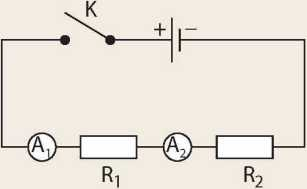 K
+ −
A₁ A₂
R₁ R₂